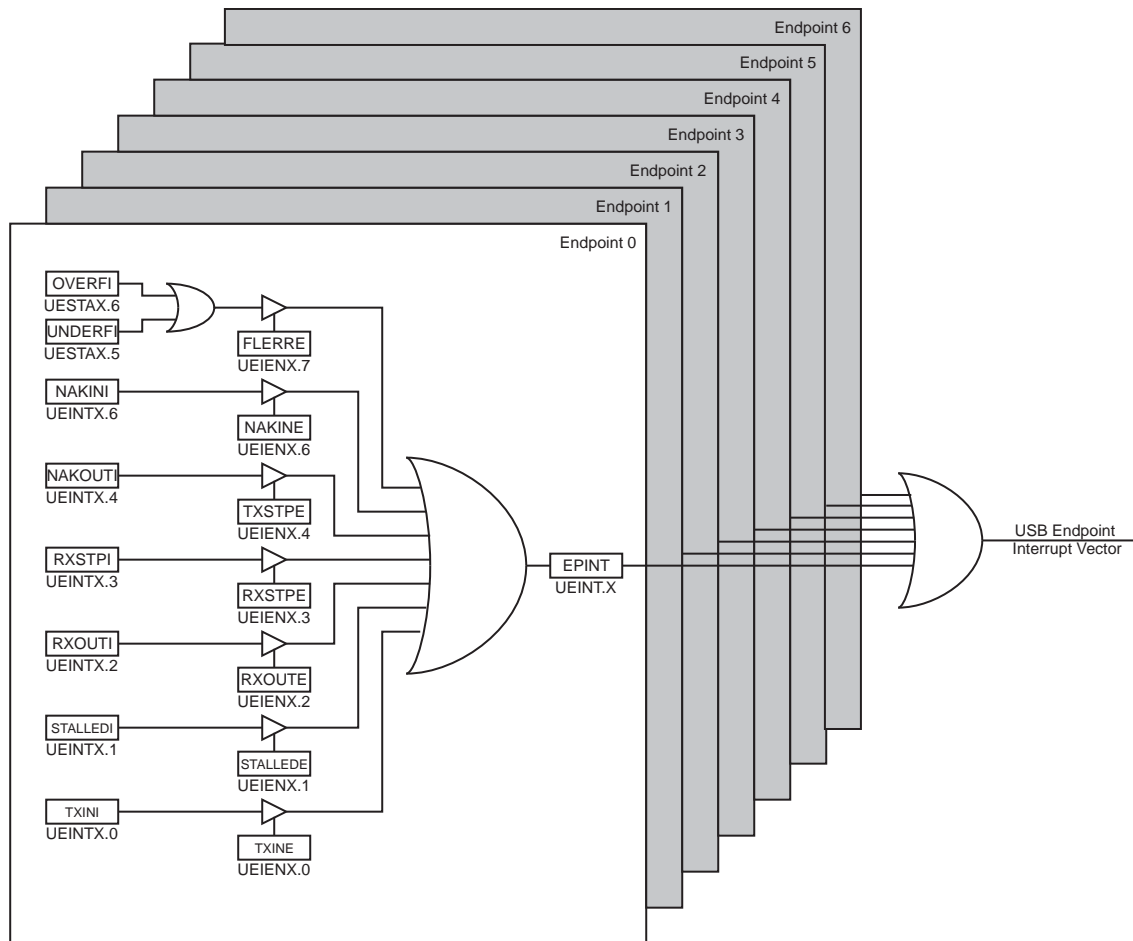 Endpoint 6
Endpoint 5
Endpoint 4
Endpoint 3
Endpoint 2
Endpoint 1
Endpoint 0
OVERFI
UESTAX.6
UNDERFI
UESTAX.5
FLERRE
UEIENX.7
NAKINI
UEINTX.6
NAKINE
UEIENX.6
NAKOUTI
UEINTX.4
TXSTPE
UEIENX.4
RXSTPI
UEINTX.3
RXSTPE
UEIENX.3
RXOUTI
UEINTX.2
RXOUTE
UEIENX.2
STALLEDI
UEINTX.1
STALLEDE
UEIENX.1
TXINI
UEINTX.0
TXINE
UEIENX.0
EPINT
UEINT.X
USB Endpoint
Interrupt Vector